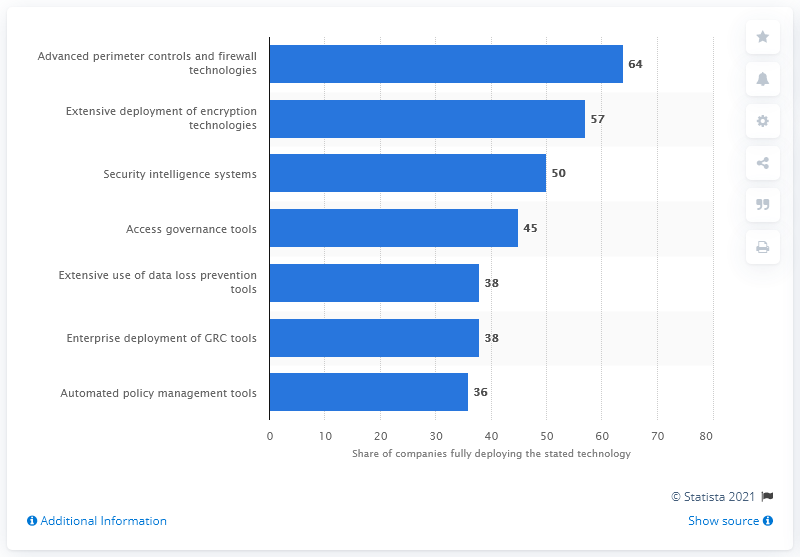 Advanced perimeter controls and firewall
technologies
64
Extensive deployment of encryption
technologies
57
Security intelligence systems
50
Access governance tools
45
Extensive use of data loss prevention
tools
38
Enterprise deployment of GRC tools
38
Automated policy management tools
36
0 10 20 30 40 50 60 70 80
Share of companies fully deploying the stated technology
© Statista 2021
Additional Information
Show source